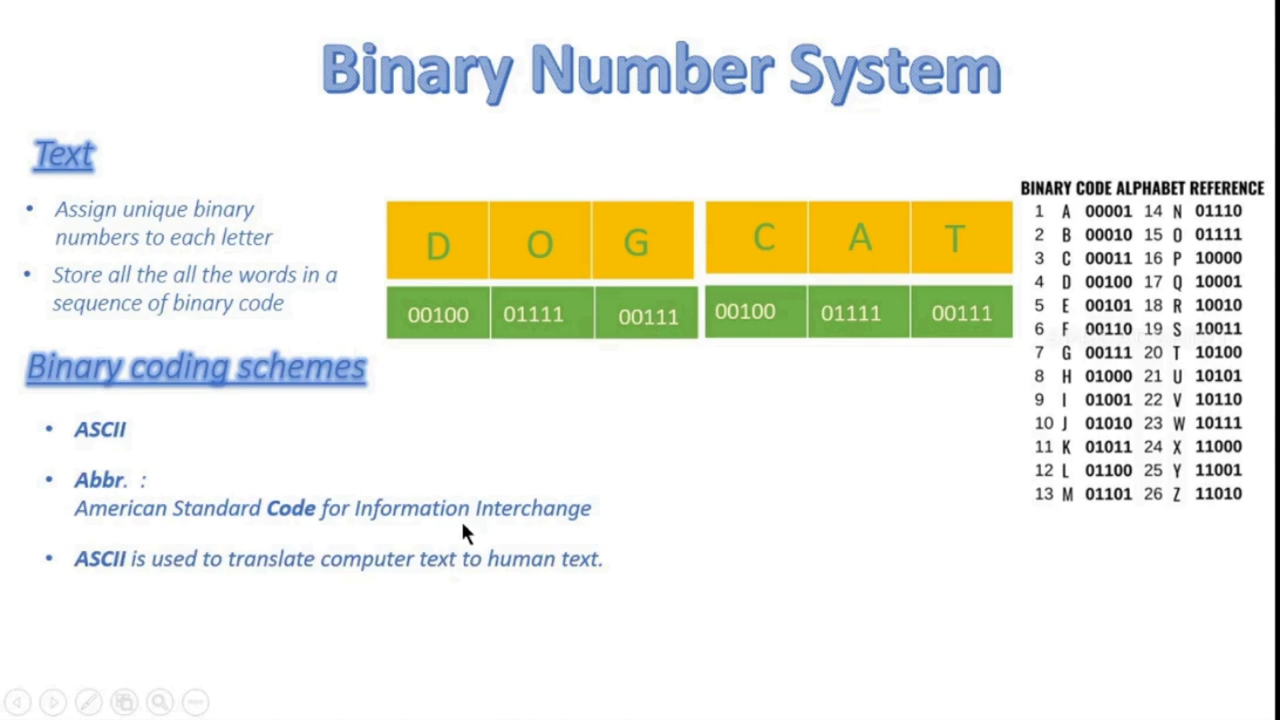 Binary Number System
Text
• Assign unique binary
numbers to each letter
• Store all the all the words in a
sequence of binary code
D O G C A T
00100 01111 00111 00100 01111 00111
Binary coding schemes
• ASCII
• Abbr. :
American Standard Code for Information Interchange
• ASCII is used to translate computer text to human text.
BINARY CODE ALPHABET REFERENCE
1 A 00001 14 N 01110
2 B 00010 15 O 01111
3 C 00011 16 P 10000
4 D 00100 17 Q 10001
5 E 00101 18 R 10010
6 F 00110 19 S 10011
7 G 00111 20 T 10100
8 H 01000 21 U 10101
9 I 01001 22 V 10110
10 J 01010 23 W 10111
11 K 01011 24 X 11000
12 L 01100 25 Y 11001
13 M 01101 26 Z 11010